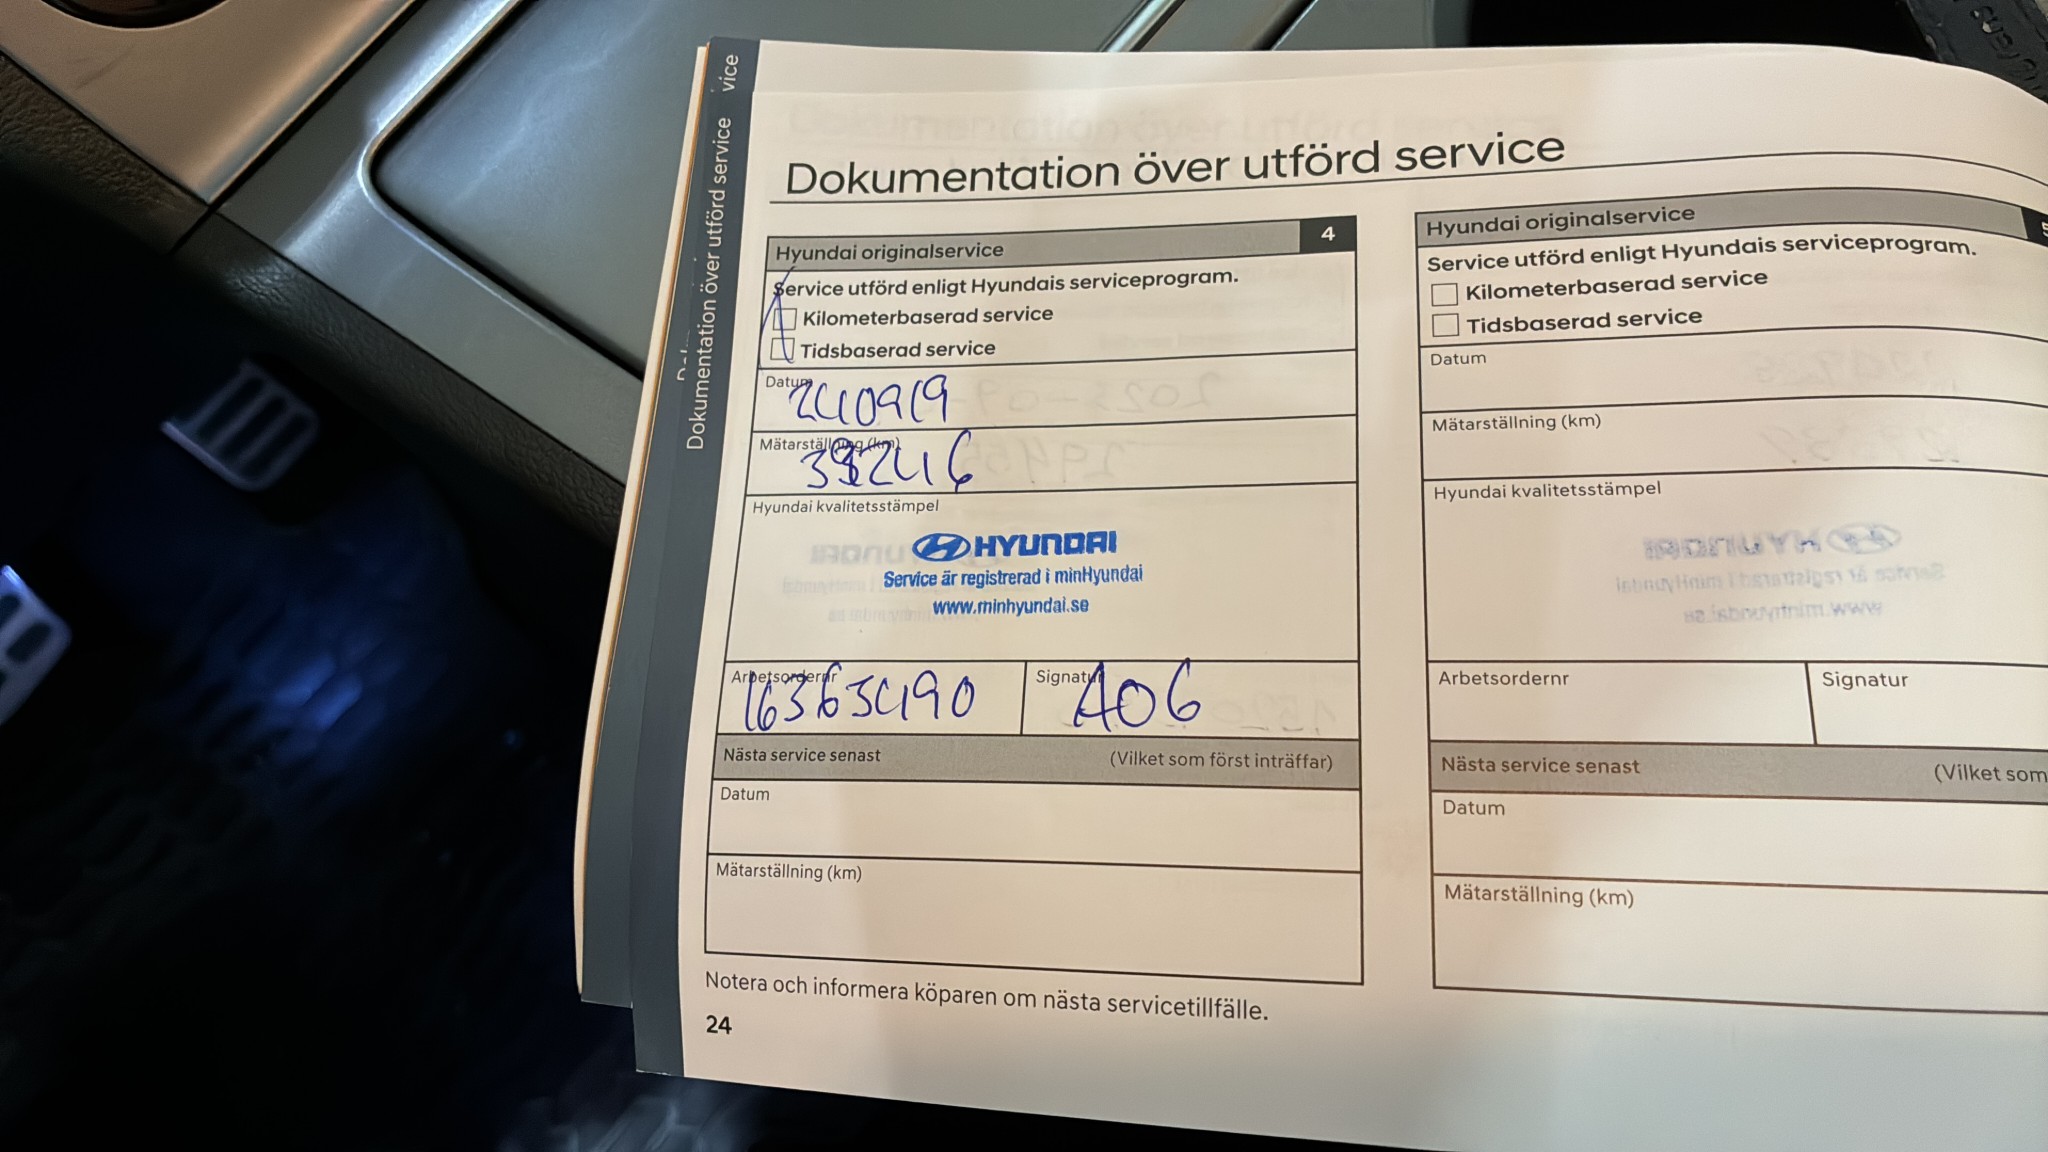 Dokumentation över utförd service
vice
Dokumentation över utförd service
Hyundai originalservice 4
Service utförd enligt Hyundais serviceprogram.
Kilometerbaserad service
Tidsbaserad service
Datum
240919
Mätarställning (km)
Hyundai kvalitetsstämpel
HYUNDAI
Service är registrerad i minHyundai
www.minhyundai.se
Arbetsordernr
16363490
Signatur
A06
Nästa service senast (Vilket som först inträffar)
Datum
Mätarställning (km)
Hyundai originalservice 5
Service utförd enligt Hyundais serviceprogram.
Kilometerbaserad service
Tidsbaserad service
Datum
Mätarställning (km)
Hyundai kvalitetsstämpel
Arbetsordernr
Signatur
Nästa service senast (Vilket som
Datum
Mätarställning (km)
Notera och informera köparen om nästa servicetillfälle.
24